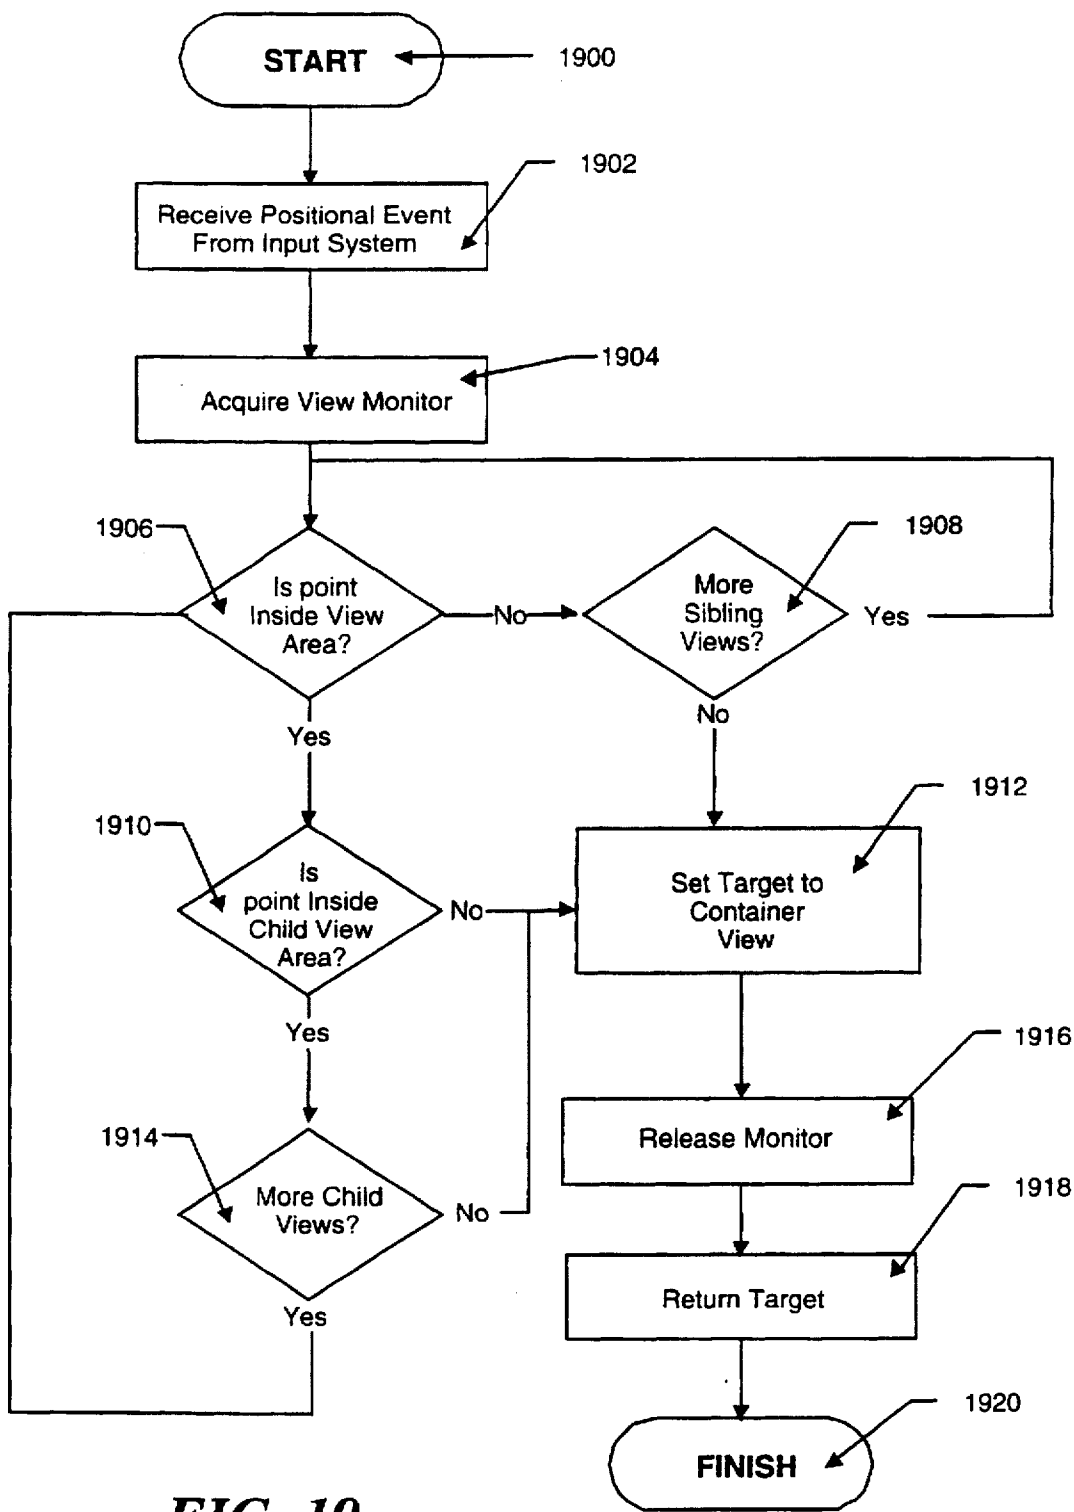 START
1900
1902
Receive Positional Event
From Input System
1904
Acquire View Monitor
1906
Is point
Inside View
Area?
No
1908
More
Sibling
Views?
Yes
Yes
No
1910
Is
point Inside
Child View
Area?
No
1912
Set Target to
Container
View
Yes
1914
More Child
Views?
No
1916
Release Monitor
1918
Yes
Return Target
1920
FINISH
FIG. 19